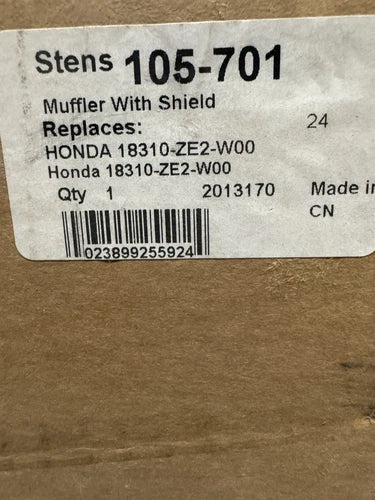 Stens 105-701
Muffler With Shield
Replaces: 24
HONDA 18310-ZE2-W00
Honda 18310-ZE2-W00
Qty 1 2013170 Made in
CN
023899255924